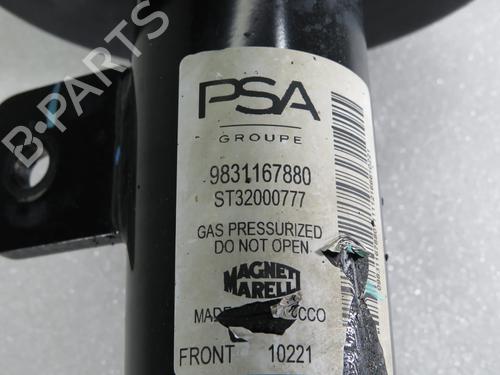 B-PARTS
PSA
GROUPE
9831167880
ST32000777
GAS PRESSURIZED
DO NOT OPEN
MAGNETI
MARELLI
FRONT 10221